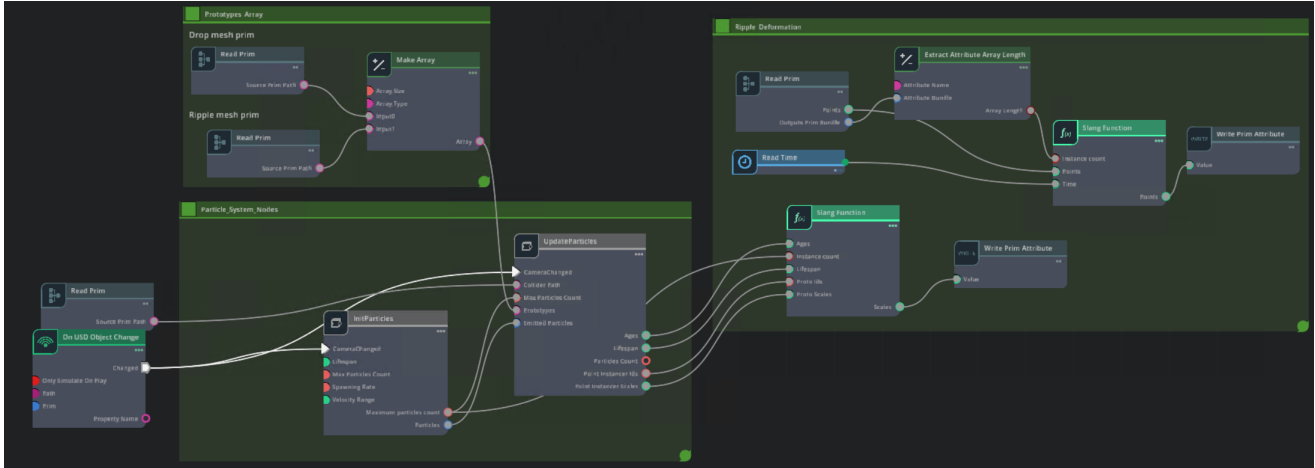 Prototypes Array
Drop mesh prim
Read Prim
Source Prim Path
Ripple mesh prim
Read Prim
Source Prim Path
Make Array
Array Size
Array Type
Input0
Input1
Array
Particle_System_Nodes
Read Prim
Source Prim Path
On USD Object Change
Changed
Only Simulate On Play
Path
Prim
Property Name
InitParticles
CameraChanged
Lifespan
Max Particles Count
Spawning Rate
Velocity Range
Maximum particles count
Particles
UpdateParticles
CameraChanged
Collider Path
Max Particles Count
Prototypes
Emitted Particles
Ages
Lifespan
Particles Count
Point Instancer Ids
Point Instancer Scales
Ripple Deformation
Read Prim
Points
Outputs Prim Bundle
Read Time
Extract Attribute Array Length
Attribute Name
Attribute Bundle
Array Length
Slang Function
Instance count
Points
Time
Points
Write Prim Attribute
Value
Slang Function
Ages
Instance count
Lifespan
Proto Ids
Proto Scales
Scales
Write Prim Attribute
Value